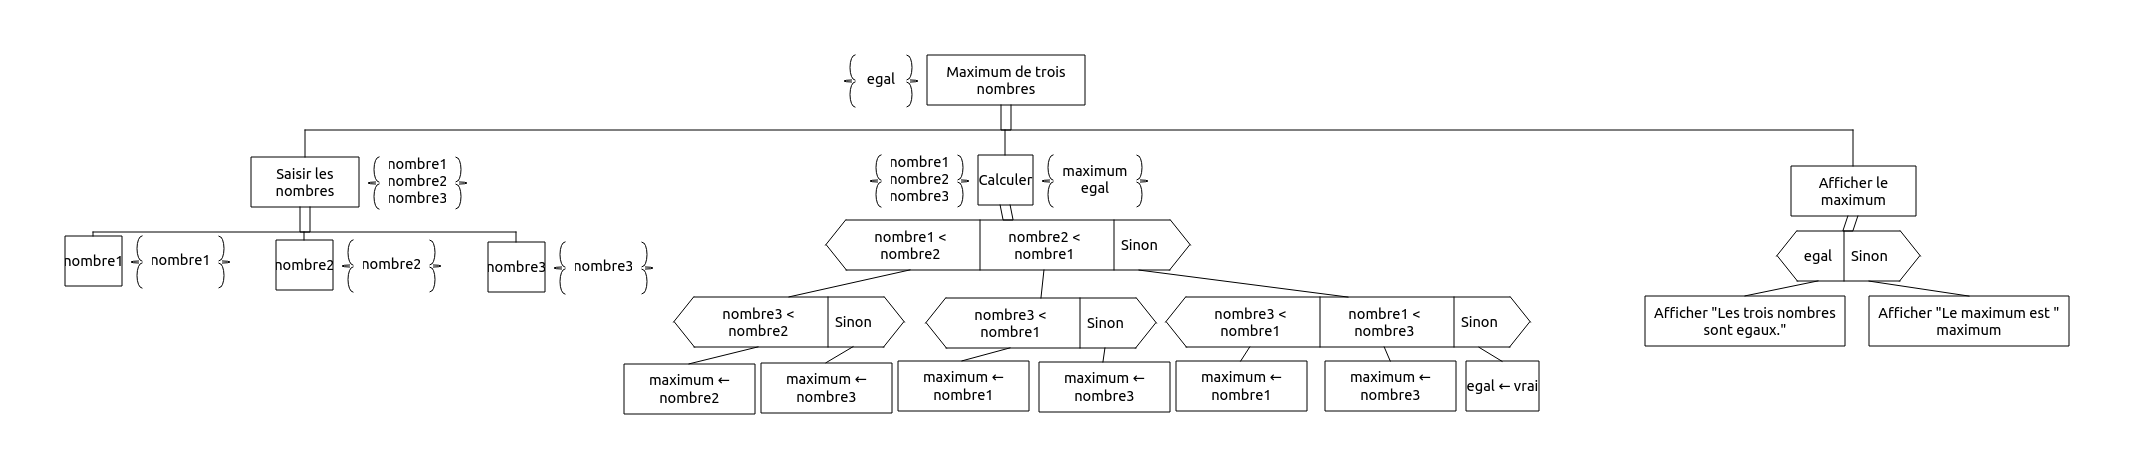 egal
Maximum de trois
nombres
Saisir les
nombres
nombre1
nombre2
nombre3
nombre1
nombre2
nombre3
Calculer
maximum
egal
Afficher le
maximum
nombre1
nombre1
nombre2
nombre2
nombre3
nombre3
nombre1 <
nombre2
nombre2 <
nombre1
Sinon
egal
Sinon
nombre3 <
nombre2
Sinon
nombre3 <
nombre1
Sinon
nombre3 <
nombre1
nombre1 <
nombre3
Sinon
Afficher "Les trois nombres
sont egaux."
Afficher "Le maximum est "
maximum
maximum ←
nombre2
maximum ←
nombre3
maximum ←
nombre1
maximum ←
nombre3
maximum ←
nombre1
maximum ←
nombre3
egal ← vrai